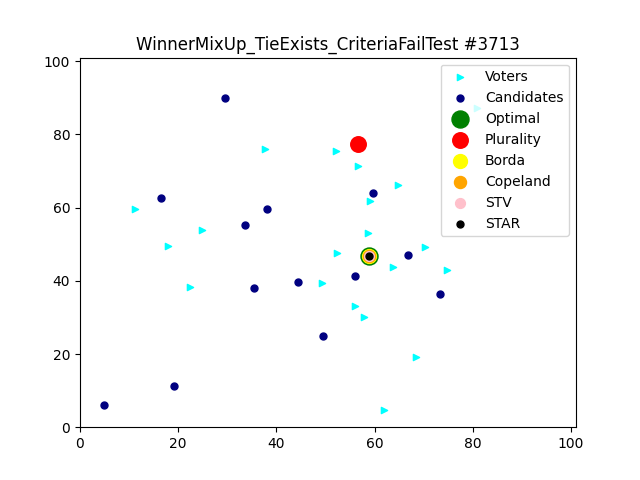 WinnerMixUp_TieExists_CriteriaFailTest #3713
100
80
60
40
20
0
0 20 40 60 80 100
Voters
Candidates
Optimal
Plurality
Borda
Copeland
STV
STAR